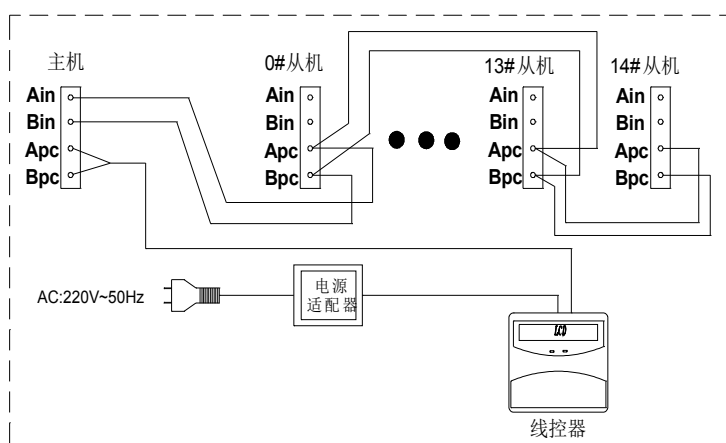 主机
Ain
Bin
Apc
Bpc
0#从机
Ain
Bin
Apc
Bpc
13#从机
Ain
Bin
Apc
Bpc
14#从机
Ain
Bin
Apc
Bpc
AC:220V~50Hz
电源
适配器
LCD
线控器